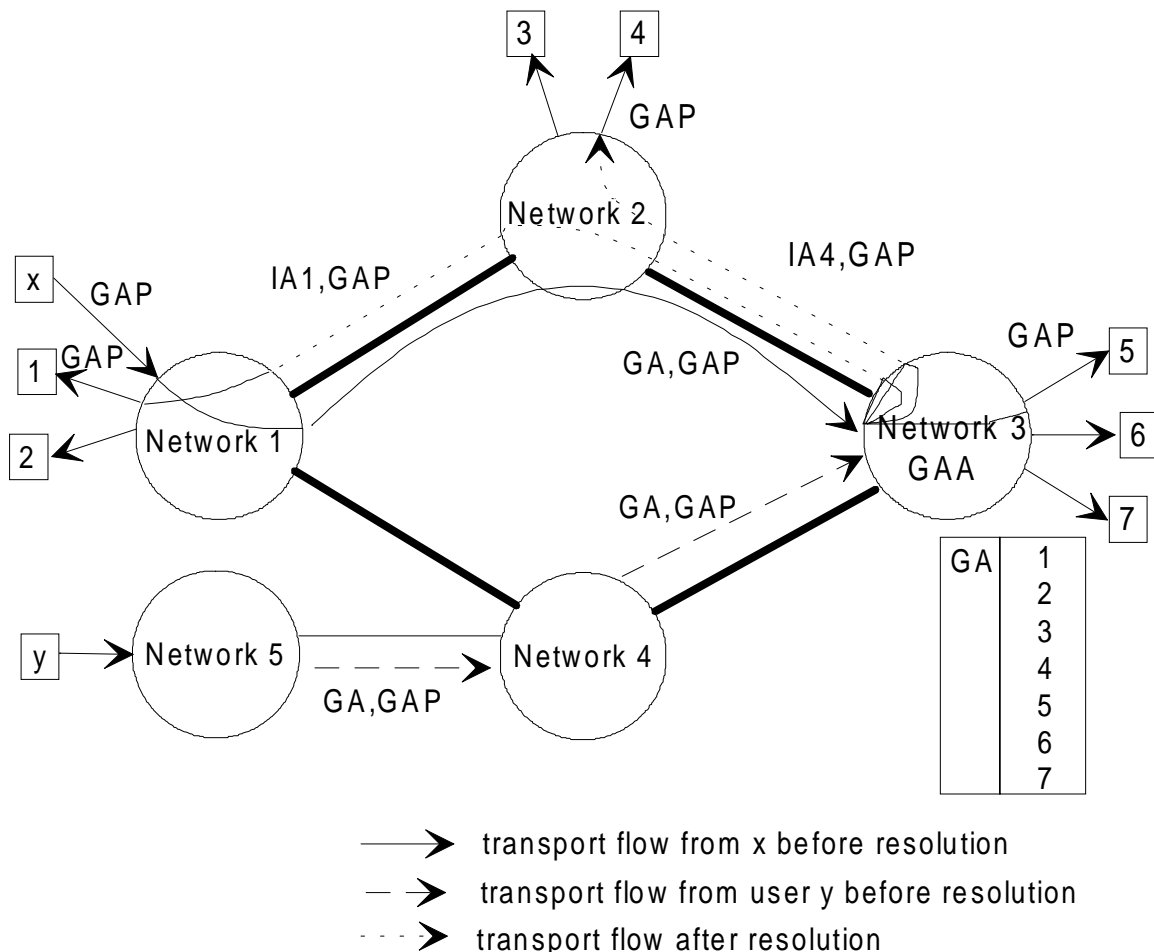 3
4
GAP
Network 2
x
GAP
IA1,GAP
IA4,GAP
1
GAP
GAP
5
GA,GAP
2
Network 1
Network 3
GAA
6
GA,GAP
7
y
Network 5
Network 4
GA,GAP
GA 1
2
3
4
5
6
7
transport flow from x before resolution
transport flow from user y before resolution
transport flow after resolution